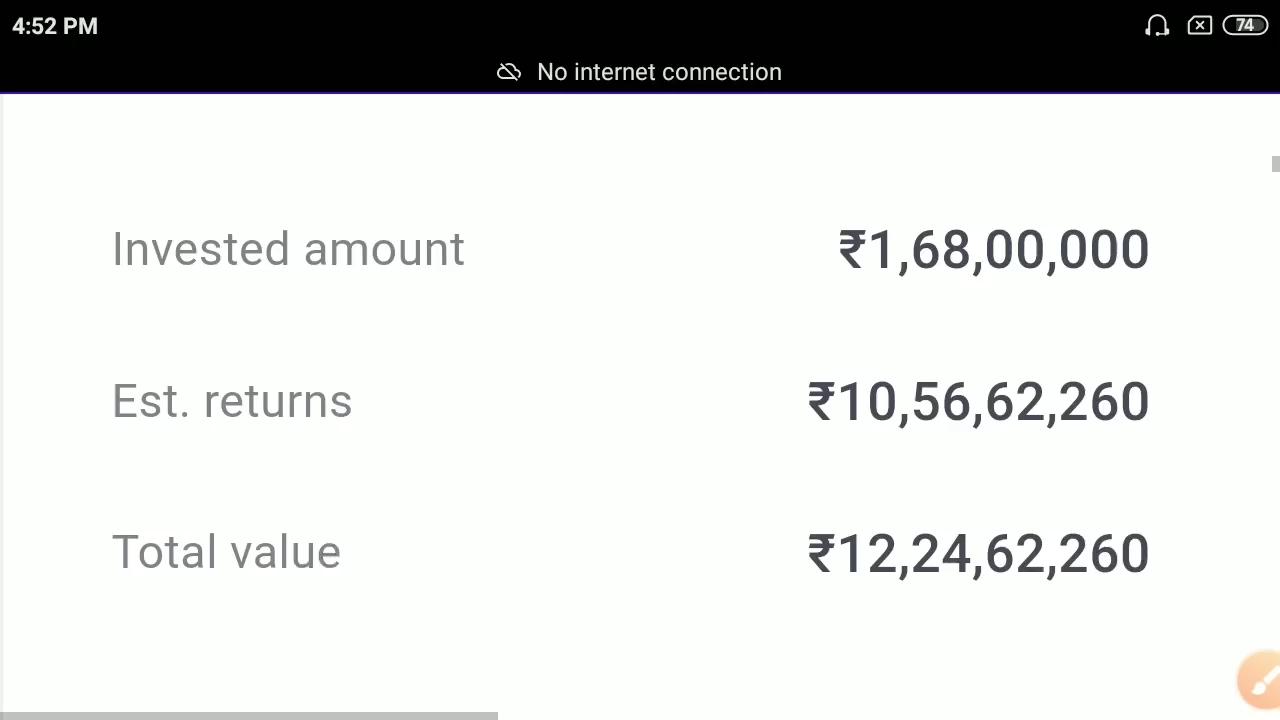 4:52 PM
74
No internet connection
Invested amount ₹1,68,00,000
Est. returns ₹10,56,62,260
Total value ₹12,24,62,260